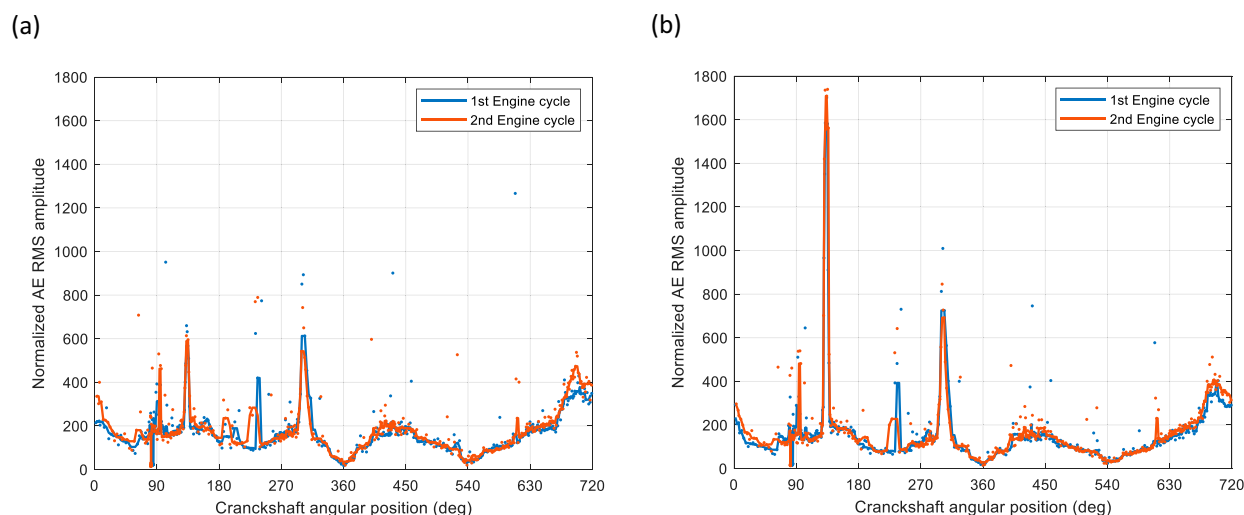 (a)
(b)
1800
1600
1400
1200
1000
800
600
400
200
0
Normalized AE RMS amplitude
1st Engine cycle
2nd Engine cycle
0 90 180 270 360 450 540 630 720
Cranckshaft angular position (deg)
1800
1600
1400
1200
1000
800
600
400
200
0
Normalized AE RMS amplitude
1st Engine cycle
2nd Engine cycle
0 90 180 270 360 450 540 630 720
Cranckshaft angular position (deg)